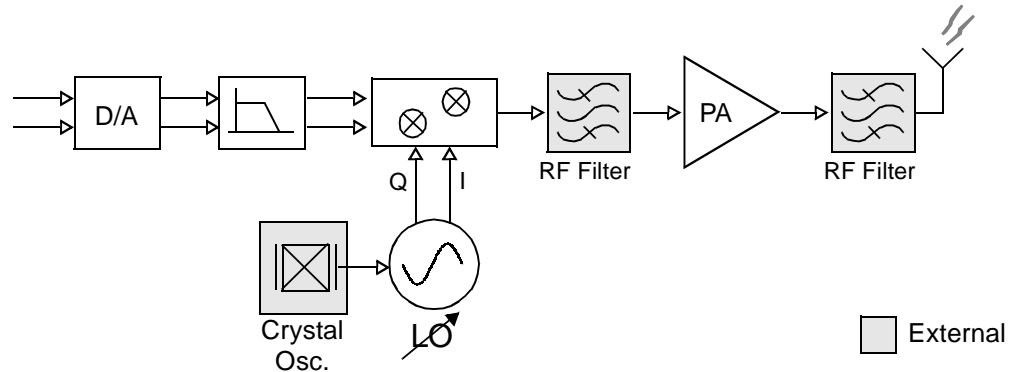 D/A
PA
RF Filter
RF Filter
Q
I
Crystal
Osc.
LO
External